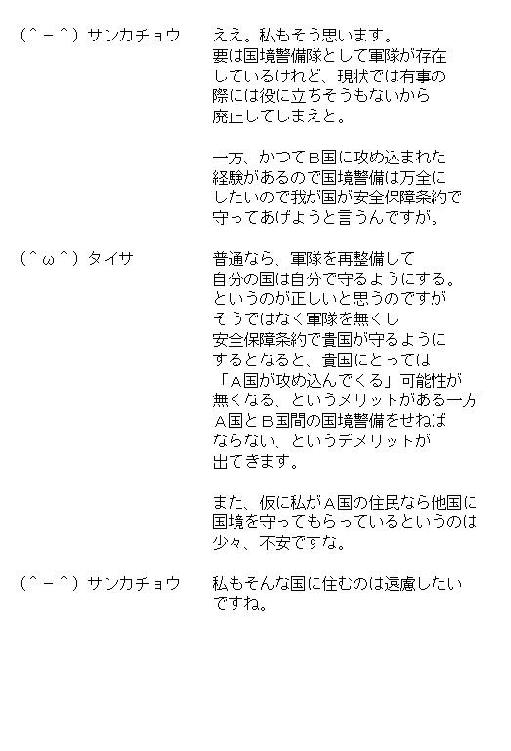 (＾－＾) サンカチョウ　ええ。私もそう思います。
要は国境警備隊として軍隊が存在
しているけれど、現状では有事の
際には役に立ちそうもないから
廃止してしまえと。
一方、かつてＢ国に攻め込まれた
経験があるので国境警備は万全に
したいので我が国が安全保障条約で
守ってあげようと言うんですが。
(＾ω＾) タイサ　普通なら、軍隊を再整備して
自分の国は自分で守るようにする。
というのが正しいと思うのですが
そうではなく軍隊を無くし
安全保障条約で貴国が守るように
するとなると、貴国にとっては
「Ａ国が攻め込んでくる」可能性が
無くなる、というメリットがある一方
Ａ国とＢ国間の国境警備をせねば
ならない、というデメリットが
出てきます。
また、仮に私がＡ国の住民なら他国に
国境を守ってもらっているというのは
少々、不安ですな。
(＾－＾) サンカチョウ　私もそんな国に住むのは遠慮したい
ですね。